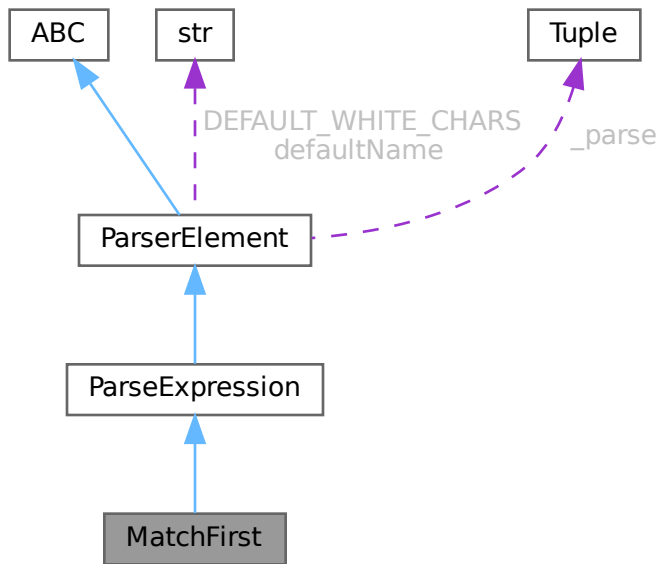 ABC
str
Tuple
DEFAULT_WHITE_CHARS
defaultName
_parse
ParserElement
ParseExpression
MatchFirst